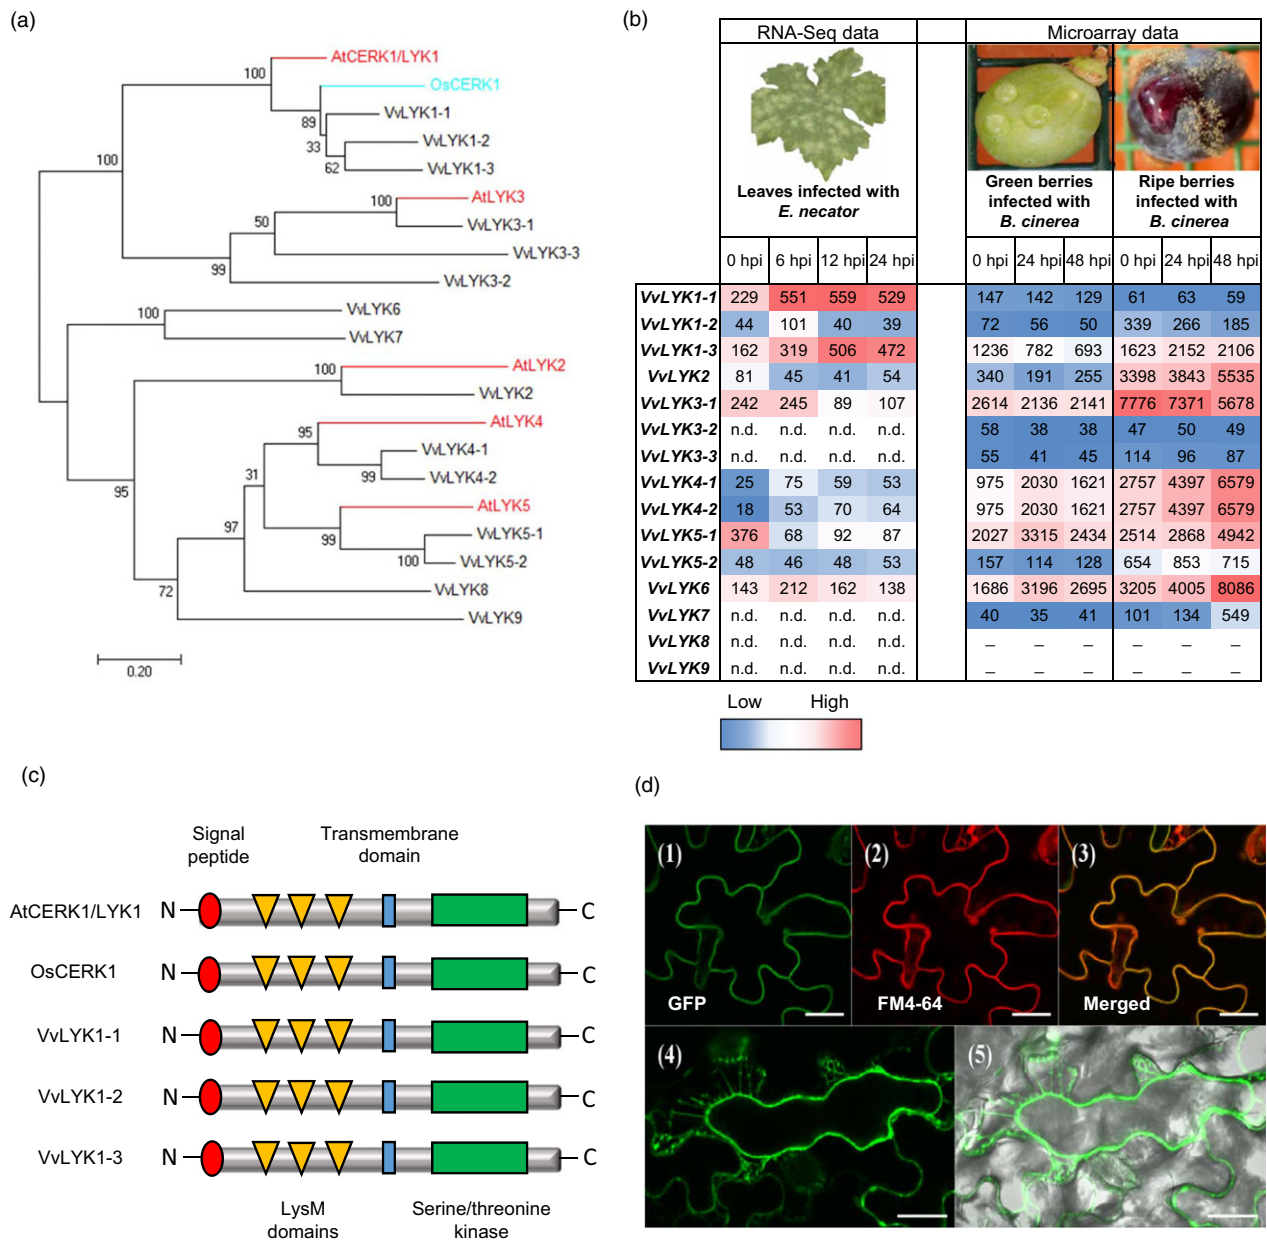 (a)
AtCERK1/LYK1
100
OsCERK1
VvLYK1-1
89
VvLYK1-2
33
100
62
VvLYK1-3
AtLYK3
100
VvLYK3-1
50
VvLYK3-3
99
VvLYK3-2
VvLYK6
100
VvLYK7
AtLYK2
100
VvLYK2
AtLYK4
95
VvLYK4-1
99
VvLYK4-2
31
95
AtLYK5
97
99
VvLYK5-1
100
VvLYK5-2
72
VvLYK8
VvLYK9
0.20
(b)
RNA-Seq data Microarray data
Leaves infected with
E. necator
Green berries
infected with
B. cinerea
Ripe berries
infected with
B. cinerea
0 hpi 6 hpi 12 hpi 24 hpi 0 hpi 24 hpi 48 hpi 0 hpi 24 hpi 48 hpi
VvLYK1-1 229 551 559 529 147 142 129 61 63 59
VvLYK1-2 44 101 40 39 72 56 50 339 266 185
VvLYK1-3 162 319 506 472 1236 782 693 1623 2152 2106
VvLYK2 81 45 41 54 340 191 255 3398 3843 5535
VvLYK3-1 242 245 89 107 2614 2136 2141 7776 7371 5678
VvLYK3-2 n.d. n.d. n.d. n.d. 58 38 38 47 50 49
VvLYK3-3 n.d. n.d. n.d. n.d. 55 41 45 114 96 87
VvLYK4-1 25 75 59 53 975 2030 1621 2757 4397 6579
VvLYK4-2 18 53 70 64 975 2030 1621 2757 4397 6579
VvLYK5-1 376 68 92 87 2027 3315 2434 2514 2868 4942
VvLYK5-2 48 46 48 53 157 114 128 654 853 715
VvLYK6 143 212 162 138 1686 3196 2695 3205 4005 8086
VvLYK7 n.d. n.d. n.d. n.d. 40 35 41 101 134 549
VvLYK8 n.d. n.d. n.d. n.d. – – – – – –
VvLYK9 n.d. n.d. n.d. n.d. – – – – – –
Low High
(c)
Signal
peptide
Transmembrane
domain
AtCERK1/LYK1 N C
OsCERK1 N C
VvLYK1-1 N C
VvLYK1-2 N C
VvLYK1-3 N C
LysM
domains
Serine/threonine
kinase
(d)
(1) (2) (3)
GFP FM4-64 Merged
(4) (5)